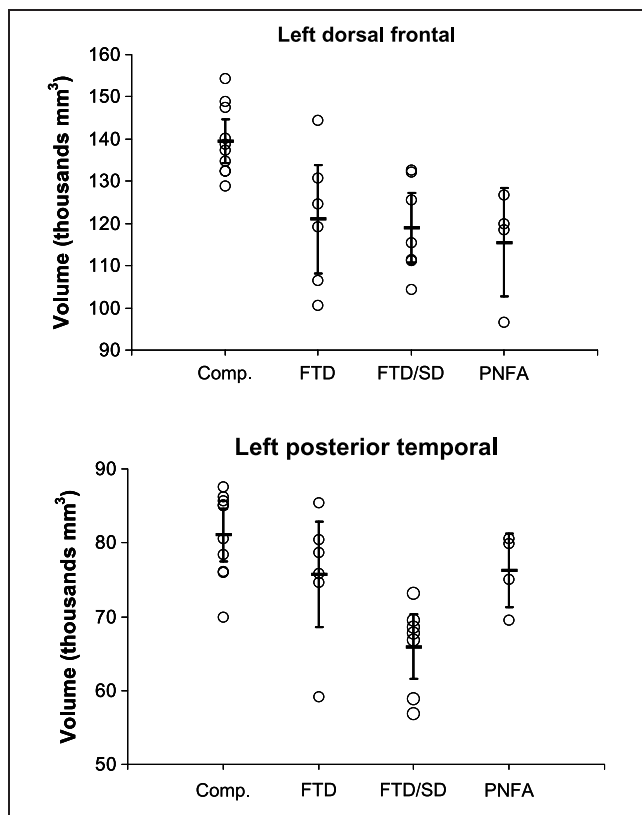 Left dorsal frontal
Volume (thousands mm³)
160
150
140
130
120
110
100
90
Comp. FTD FTD/SD PNFA
Left posterior temporal
Volume (thousands mm³)
90
80
70
60
50
Comp. FTD FTD/SD PNFA